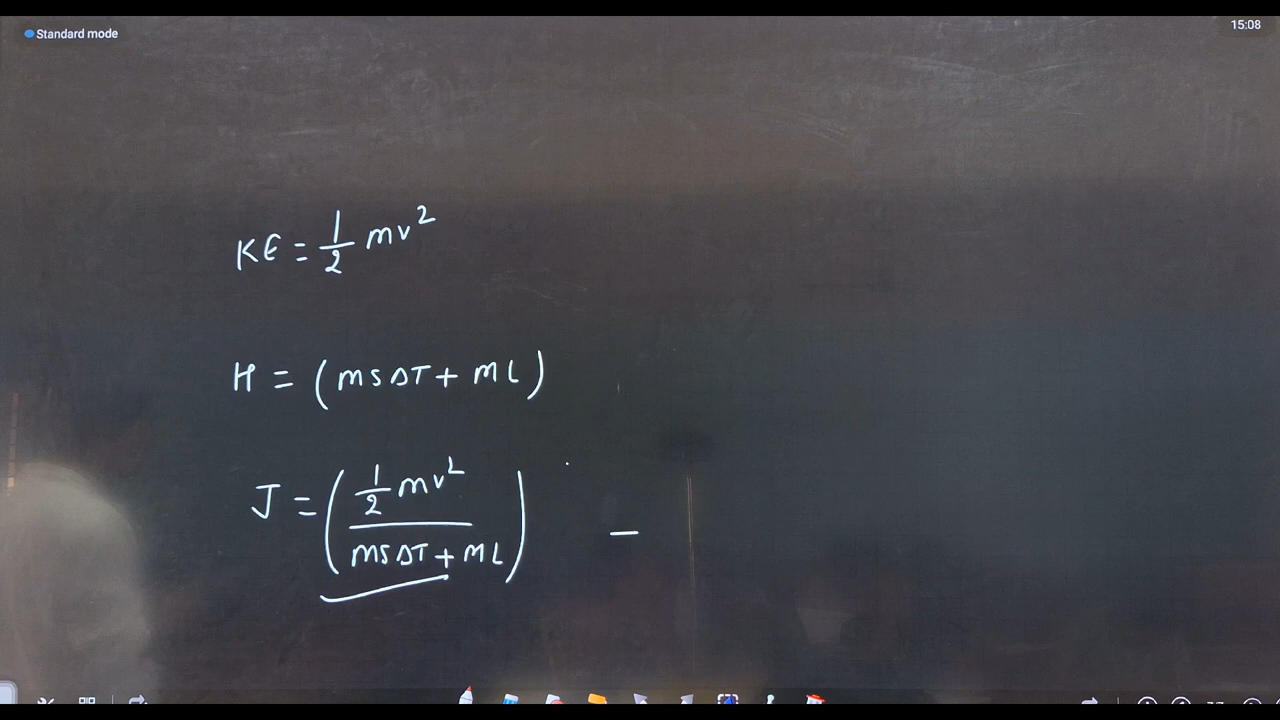 Standard mode
15:08
KE = 1/2 mv²
H = (msΔT + mL)
J = (1/2 mv² / msΔT + mL) –